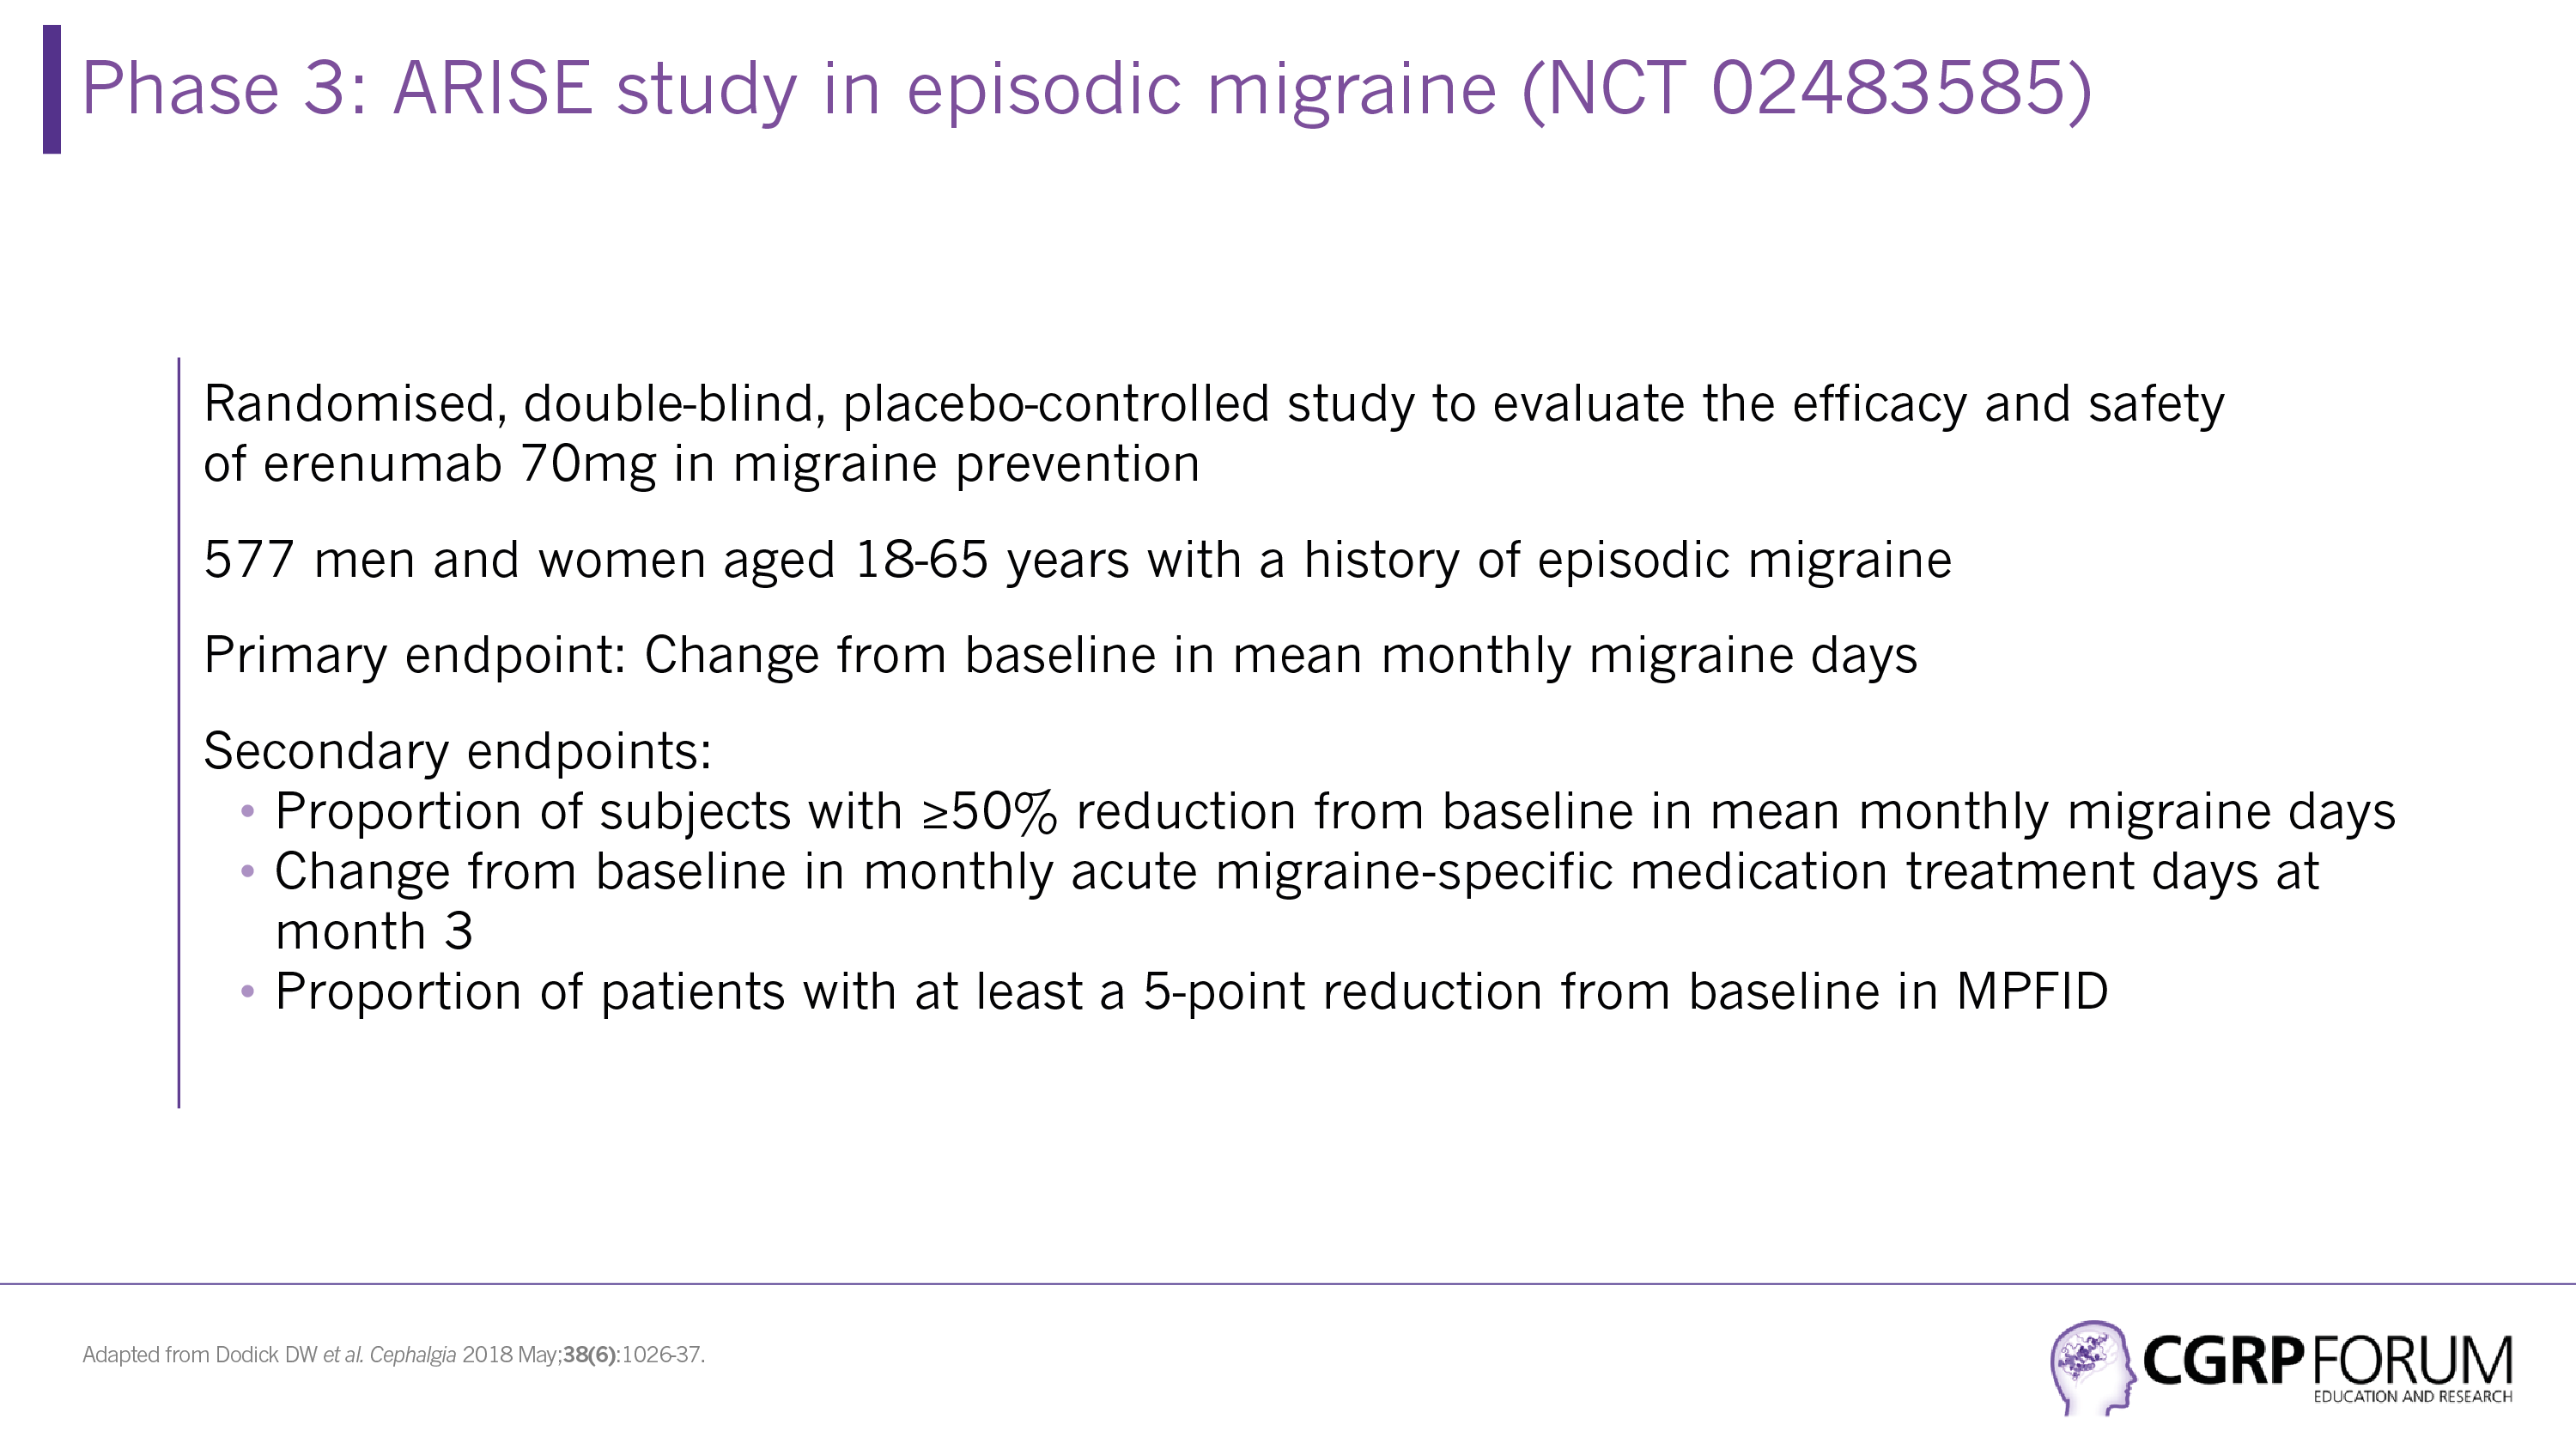 Phase 3: ARISE study in episodic migraine (NCT 02483585)
Randomised, double-blind, placebo-controlled study to evaluate the efficacy and safety
of erenumab 70mg in migraine prevention
577 men and women aged 18-65 years with a history of episodic migraine
Primary endpoint: Change from baseline in mean monthly migraine days
Secondary endpoints:
• Proportion of subjects with ≥50% reduction from baseline in mean monthly migraine days
• Change from baseline in monthly acute migraine-specific medication treatment days at
month 3
• Proportion of patients with at least a 5-point reduction from baseline in MPFID
Adapted from Dodick DW et al. Cephalgia 2018 May;38(6):1026-37.
CGRP FORUM
EDUCATION AND RESEARCH